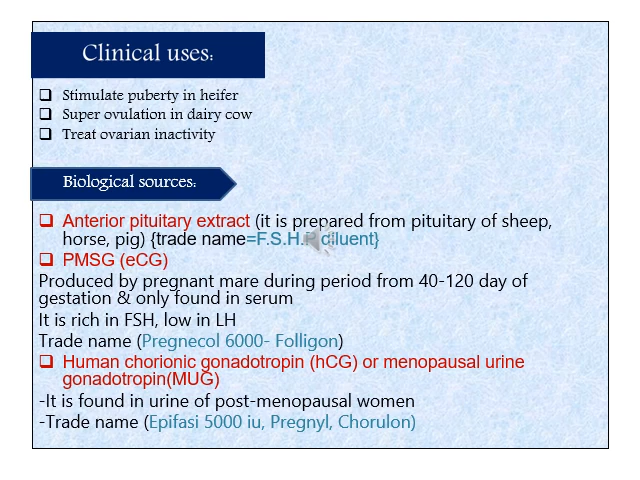 Clinical uses:
❑ Stimulate puberty in heifer
❑ Super ovulation in dairy cow
❑ Treat ovarian inactivity
Biological sources:
❑ Anterior pituitary extract (it is prepared from pituitary of sheep,
horse, pig) {trade name=F.S.H. diluent}
❑ PMSG (eCG)
Produced by pregnant mare during period from 40-120 day of
gestation & only found in serum
It is rich in FSH, low in LH
Trade name (Pregnecol 6000- Folligon)
❑ Human chorionic gonadotropin (hCG) or menopausal urine
gonadotropin(MUG)
-It is found in urine of post-menopausal women
-Trade name (Epifasi 5000 iu, Pregnyl, Chorulon)